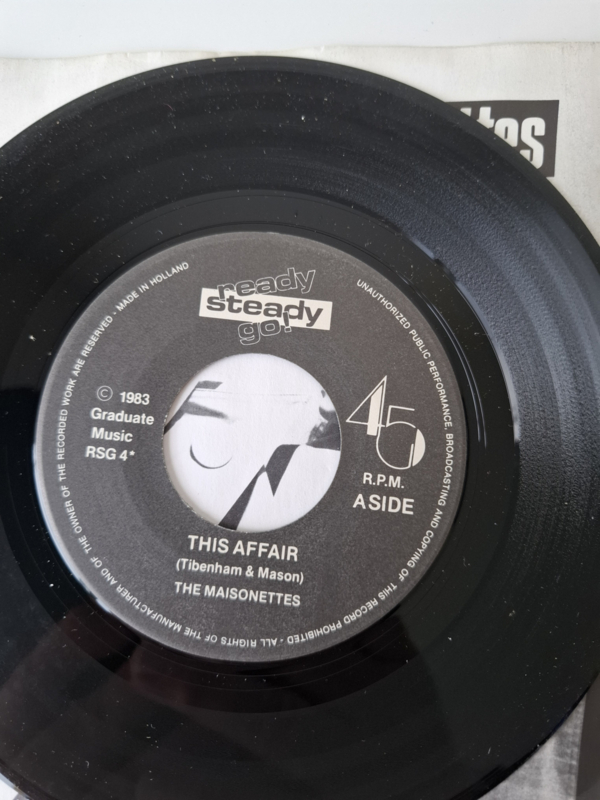 ttes
ready
steady
go!
MADE IN HOLLAND
UNAUTHORIZED PUBLIC PERFORMANCE, BROADCASTING AND COPYING OF THIS RECORD PROHIBITED - ALL RIGHTS OF THE MANUFACTURER AND OF THE OWNER OF THE RECORDED WORK ARE RESERVED -
© 1983
Graduate
Music
RSG 4*
45
R.P.M.
A SIDE
THIS AFFAIR
(Tibenham & Mason)
THE MAISONETTES